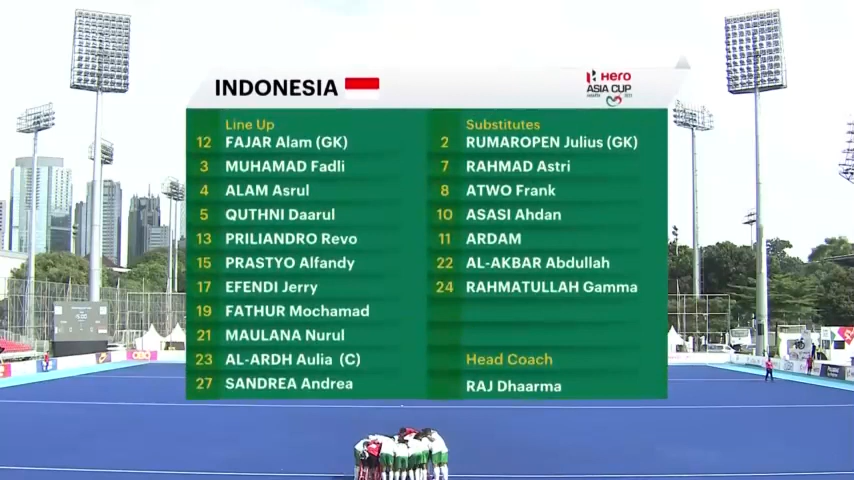 INDONESIA
Hero
ASIA CUP
Line Up
12 FAJAR Alam (GK)
3 MUHAMAD Fadli
4 ALAM Asrul
5 QUTHNI Daarul
13 PRILIANDRO Revo
15 PRASTYO Alfandy
17 EFENDI Jerry
19 FATHUR Mochamad
21 MAULANA Nurul
23 AL-ARDH Aulia (C)
27 SANDREA Andrea
Substitutes
2 RUMAROPEN Julius (GK)
7 RAHMAD Astri
8 ATWO Frank
10 ASASI Ahdan
11 ARDAM
22 AL-AKBAR Abdullah
24 RAHMATULLAH Gamma
Head Coach
RAJ Dhaarma